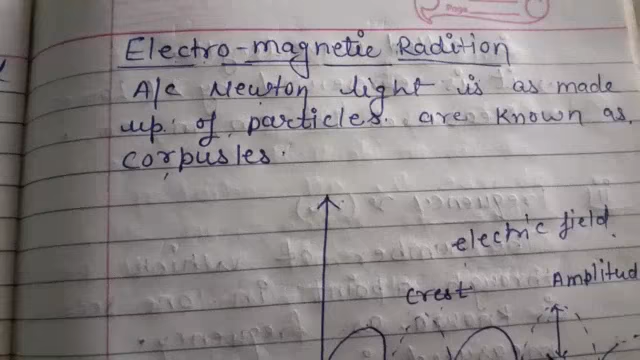 Page
Electro-magnetic Radition
A/c Newton light is as made
up. of particles. are known as.
corpusles.
electric field.
crest
Amplitud